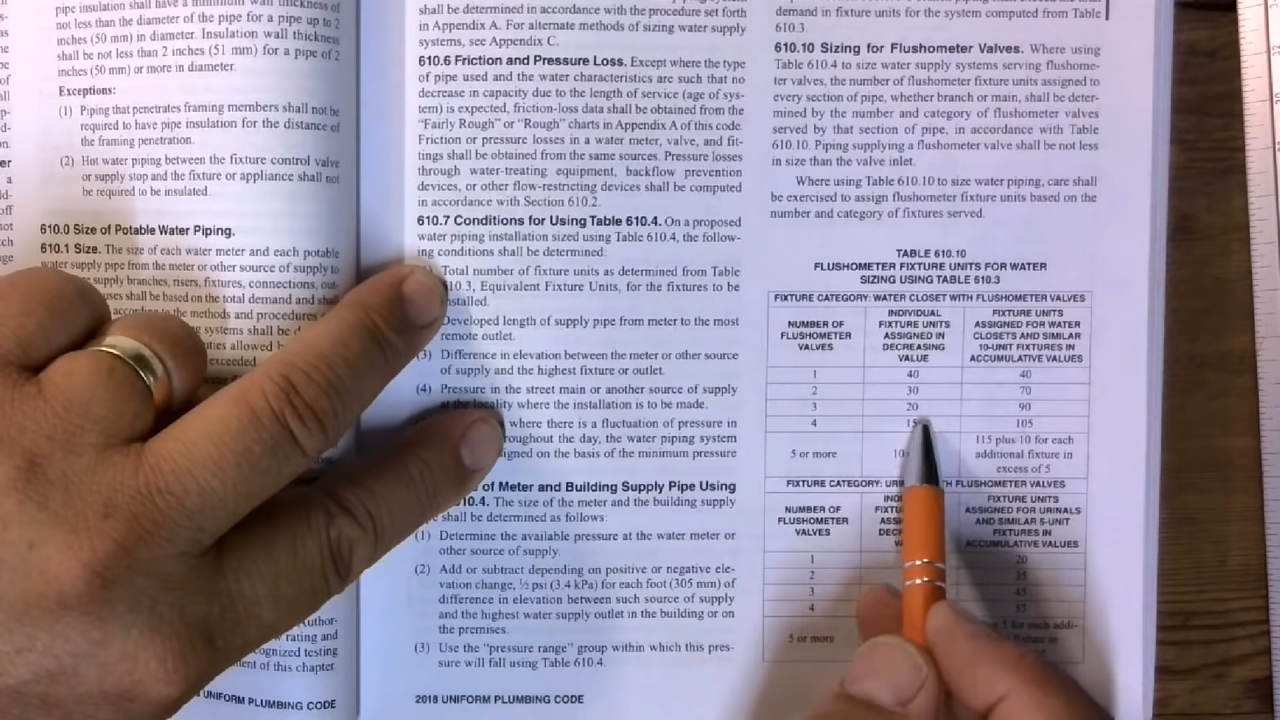 pipe insulation shall have a minimum wall thickness of
not less than the diameter of the pipe for a pipe up to 2
inches (50 mm) in diameter. Insulation wall thickness
shall be not less than 2 inches (51 mm) for a pipe of 2
inches (50 mm) or more in diameter.
Exceptions:
(1) Piping that penetrates framing members shall not be
required to have pipe insulation for the distance of
the framing penetration.
(2) Hot water piping between the fixture control valve
or supply stop and the fixture or appliance shall not
be required to be insulated.
610.0 Size of Potable Water Piping.
610.1 Size. The size of each water meter and each potable
water supply pipe from the meter or other source of supply to
supply branches, risers, fixtures, connections, out-
uses shall be based on the total demand and
according to the methods and procedures
systems shall be
allowed
exceeded
rating and
testing
of this chapter.
UNIFORM PLUMBING CODE
shall be determined in accordance with the procedure set forth
in Appendix A. For alternate methods of sizing water supply
systems, see Appendix C.
610.6 Friction and Pressure Loss. Except where the type
of pipe used and the water characteristics are such that no
decrease in capacity due to the length of service (age of sys-
tem) is expected, friction-loss data shall be obtained from the
“Fairly Rough” or “Rough” charts in Appendix A of this code.
Friction or pressure losses in a water meter, valve, and fit-
tings shall be obtained from the same sources. Pressure losses
through water-treating equipment, backflow prevention
devices, or other flow-restricting devices shall be computed
in accordance with Section 610.2.
610.7 Conditions for Using Table 610.4. On a proposed
water piping installation sized using Table 610.4, the follow-
ing conditions shall be determined:
Total number of fixture units as determined from Table
610.3, Equivalent Fixture Units, for the fixtures to be
installed.
Developed length of supply pipe from meter to the most
remote outlet.
(3) Difference in elevation between the meter or other source
of supply and the highest fixture or outlet.
(4) Pressure in the street main or another source of supply
at the locality where the installation is to be made.
where there is a fluctuation of pressure in
throughout the day, the water piping system
designed on the basis of the minimum pressure
of Meter and Building Supply Pipe Using
610.4. The size of the meter and the building supply
shall be determined as follows:
(1) Determine the available pressure at the water meter or
other source of supply.
(2) Add or subtract depending on positive or negative ele-
vation change, ½ psi (3.4 kPa) for each foot (305 mm) of
difference in elevation between such source of supply
and the highest water supply outlet in the building or on
the premises.
(3) Use the “pressure range” group within which this pres-
sure will fall using Table 610.4.
2018 UNIFORM PLUMBING CODE
demand in fixture units for the system computed from Table
610.3.
610.10 Sizing for Flushometer Valves. Where using
Table 610.4 to size water supply systems serving flushome-
ter valves, the number of flushometer fixture units assigned to
every section of pipe, whether branch or main, shall be deter-
mined by the number and category of flushometer valves
served by that section of pipe, in accordance with Table
610.10. Piping supplying a flushometer valve shall be not less
in size than the valve inlet.
Where using Table 610.10 to size water piping, care shall
be exercised to assign flushometer fixture units based on the
number and category of fixtures served.
TABLE 610.10
FLUSHOMETER FIXTURE UNITS FOR WATER
SIZING USING TABLE 610.3
FIXTURE CATEGORY: WATER CLOSET WITH FLUSHOMETER VALVES
NUMBER OF FLUSHOMETER VALVES | INDIVIDUAL FIXTURE UNITS ASSIGNED IN DECREASING VALUE | FIXTURE UNITS ASSIGNED FOR WATER CLOSETS AND SIMILAR 10-UNIT FIXTURES IN ACCUMULATIVE VALUES
1 40 40
2 30 70
3 20 90
4 15 105
5 or more 10 115 plus 10 for each additional fixture in excess of 5
FIXTURE CATEGORY: FLUSHOMETER VALVES
NUMBER OF FLUSHOMETER VALVES | FIXTURE UNITS ASSIGNED FOR URINALS AND SIMILAR 5-UNIT FIXTURES IN ACCUMULATIVE VALUES
1 20
2 35
3 45
4 55
5 or more 5 for each addi-